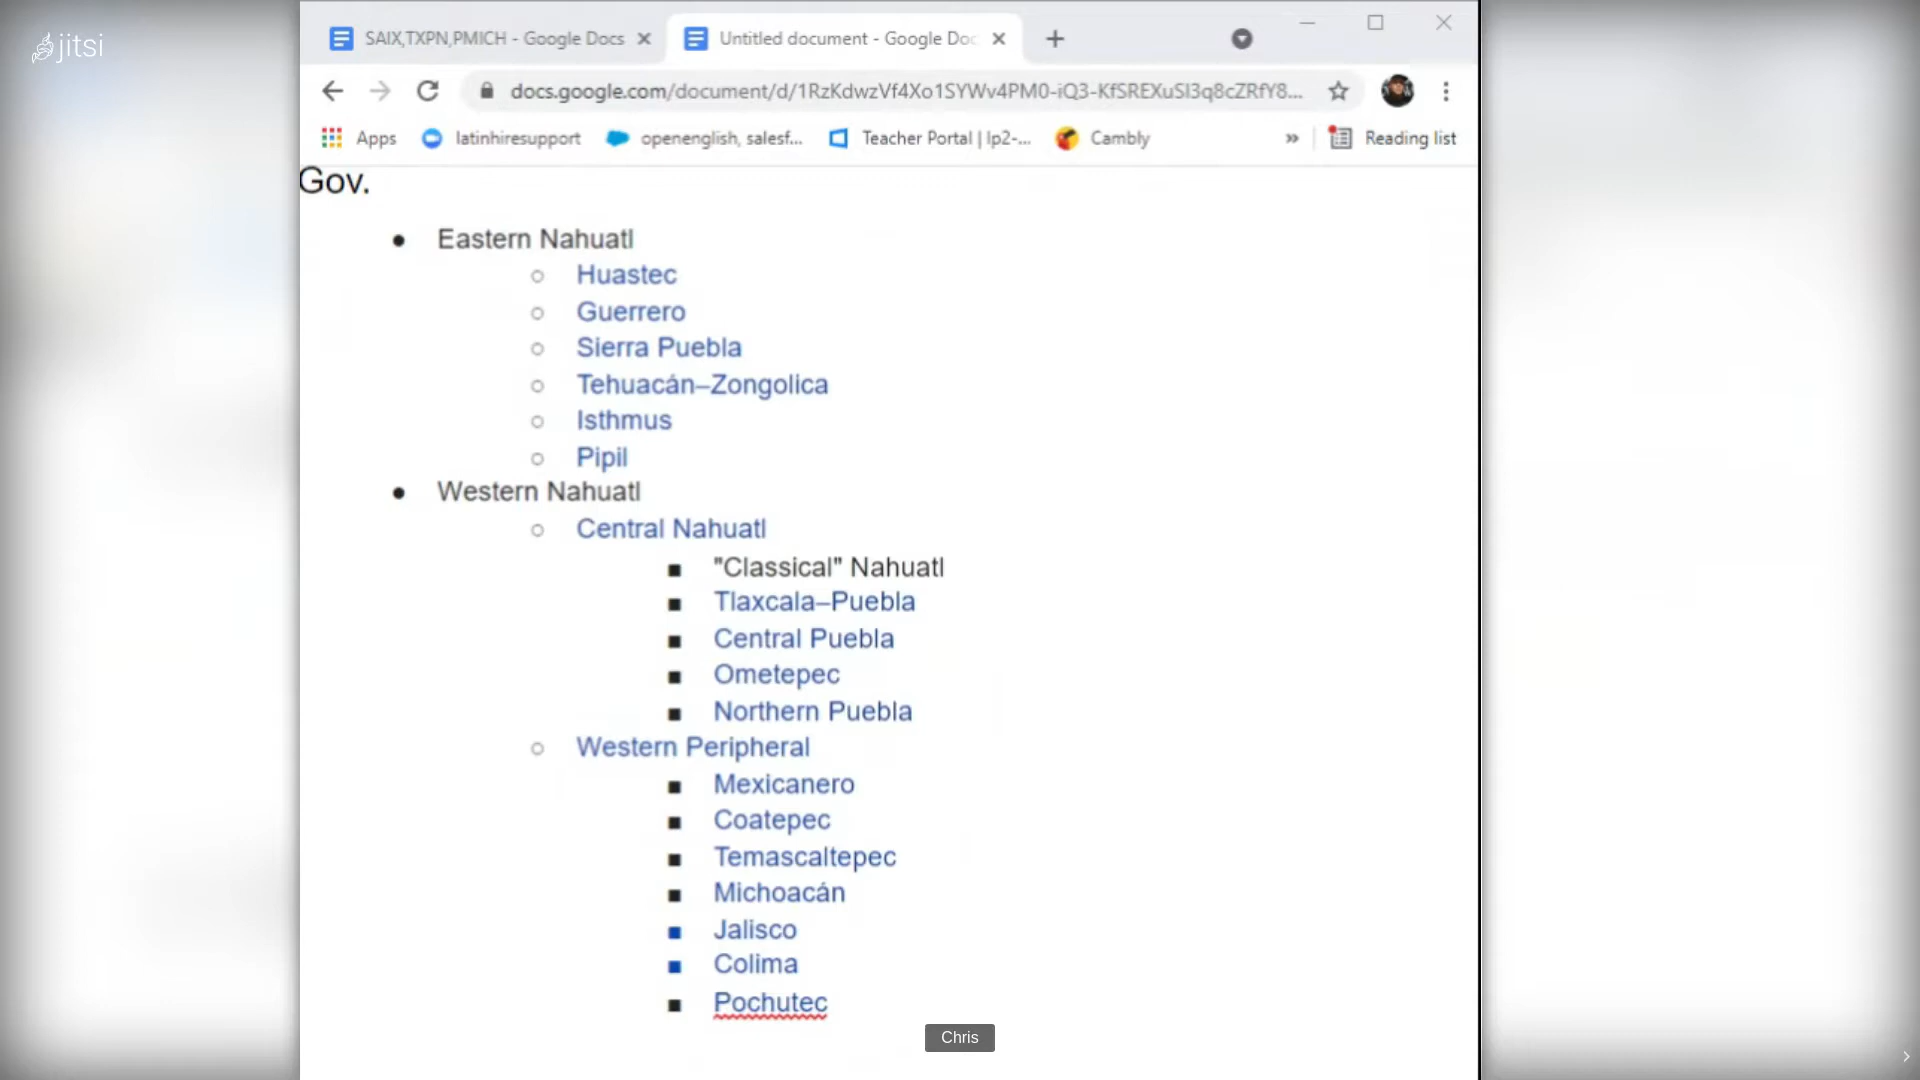 jitsi
SAIX,TXPN,PMICH - Google Docs
Untitled document - Google Doc
docs.google.com/document/d/1RzKdwzVf4Xo1SYWv4PM0-iQ3-KfSREXuSI3q8cZRfY8...
Apps latinhiresupport openenglish, salesf... Teacher Portal | lp2-... Cambly » Reading list
Gov.
● Eastern Nahuatl
○ Huastec
○ Guerrero
○ Sierra Puebla
○ Tehuacán–Zongolica
○ Isthmus
○ Pipil
● Western Nahuatl
○ Central Nahuatl
■ "Classical" Nahuatl
■ Tlaxcala–Puebla
■ Central Puebla
■ Ometepec
■ Northern Puebla
○ Western Peripheral
■ Mexicanero
■ Coatepec
■ Temascaltepec
■ Michoacán
■ Jalisco
■ Colima
■ Pochutec
Chris